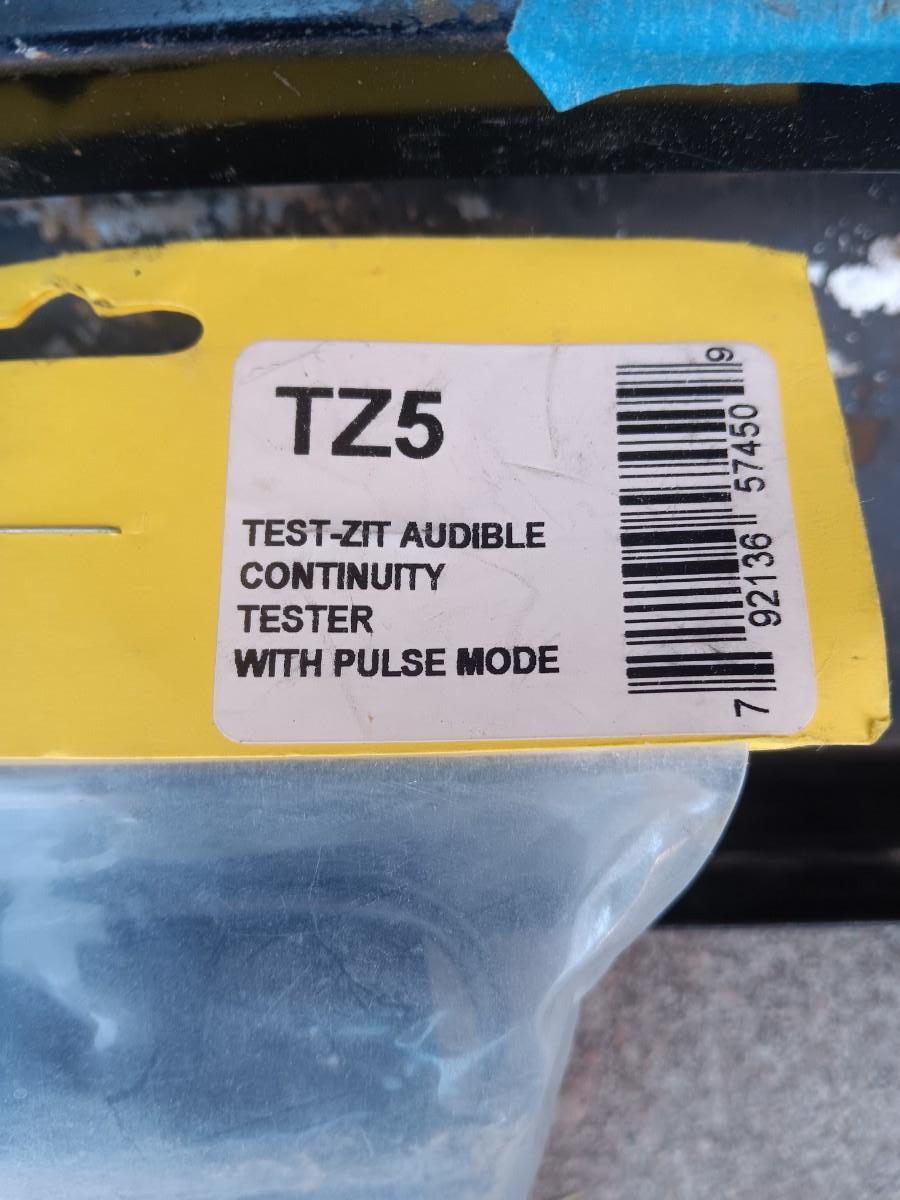 TZ5
TEST-ZIT AUDIBLE
CONTINUITY
TESTER
WITH PULSE MODE
7 92136 57450 9